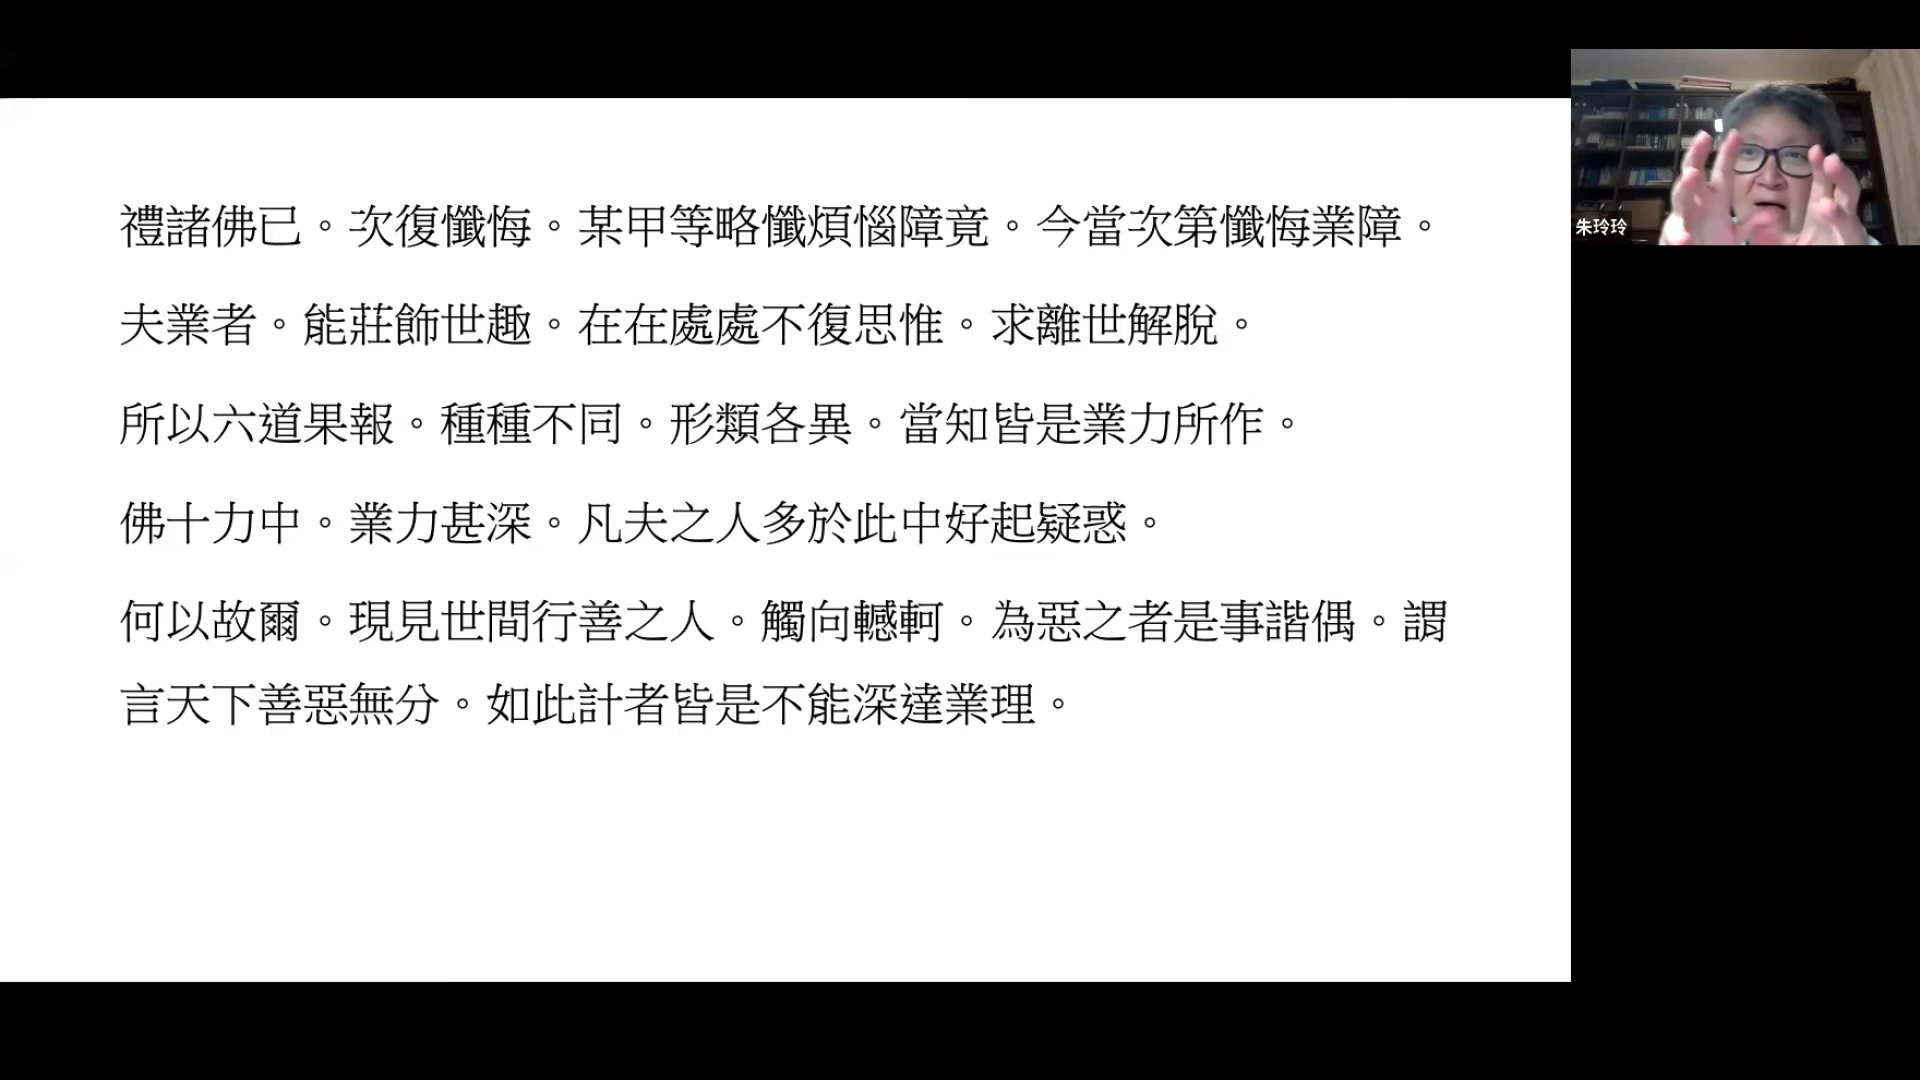 禮諸佛已。次復懺悔。某甲等略懺煩惱障竟。今當次第懺悔業障。
夫業者。能莊飾世趣。在在處處不復思惟。求離世解脫。
所以六道果報。種種不同。形類各異。當知皆是業力所作。
佛十力中。業力甚深。凡夫之人多於此中好起疑惑。
何以故爾。現見世間行善之人。觸向轗軻。為惡之者是事諧偶。謂
言天下善惡無分。如此計者皆是不能深達業理。
朱玲玲